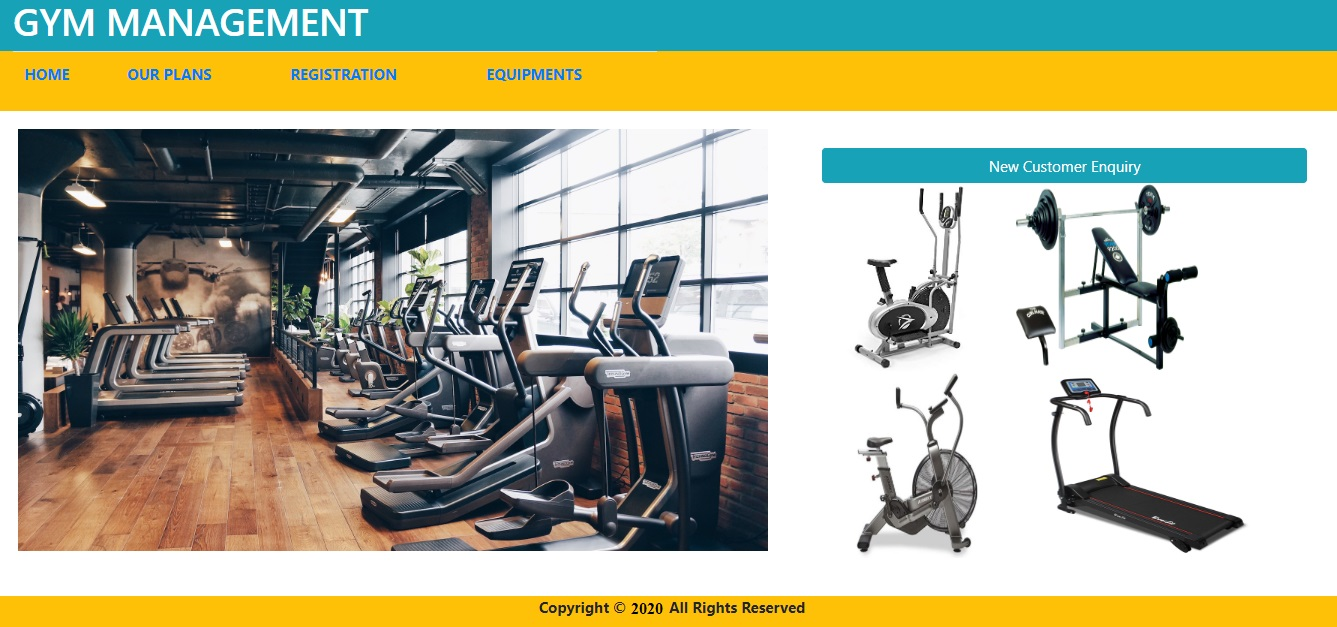 GYM MANAGEMENT
HOME OUR PLANS REGISTRATION EQUIPMENTS
New Customer Enquiry
Copyright © 2020 All Rights Reserved